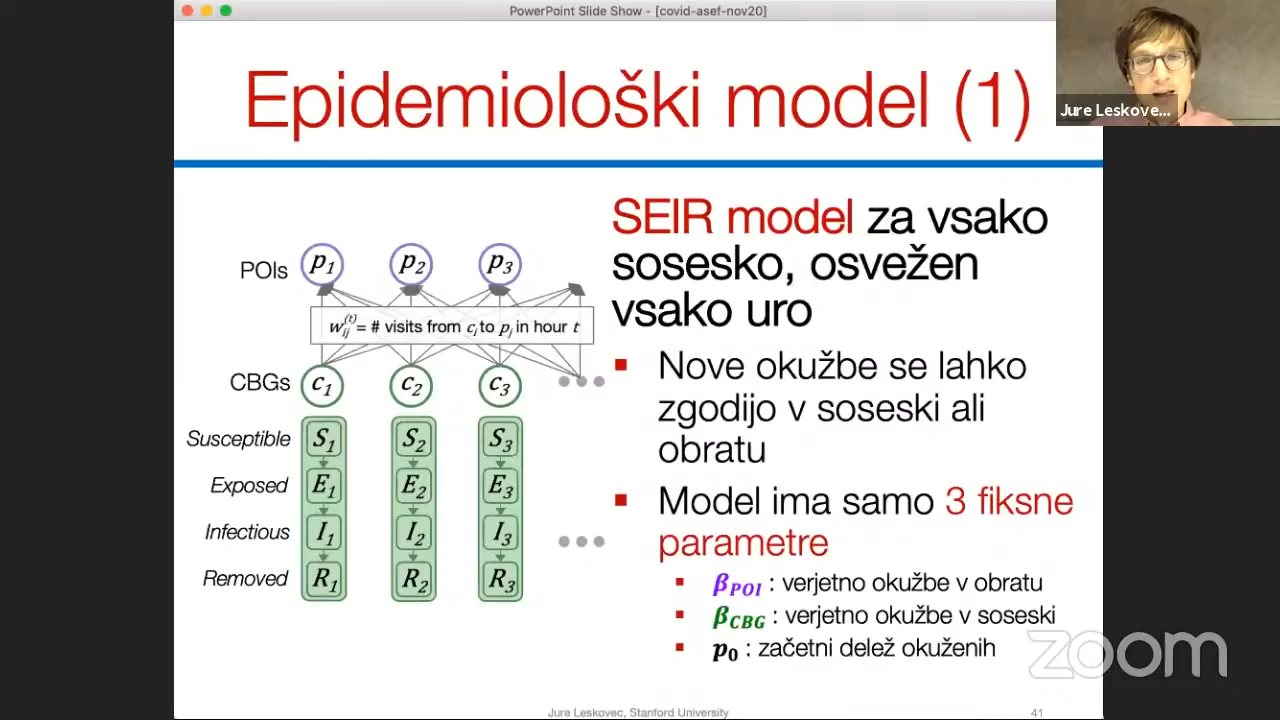 PowerPoint Slide Show - [covid-asef-nov20]
Jure Leskove...
Epidemiološki model (1)
POIs p1 p2 p3
w_ij^(t) = # visits from ci to pj in hour t
CBGs c1 c2 c3
Susceptible S1 S2 S3
Exposed E1 E2 E3
Infectious I1 I2 I3
Removed R1 R2 R3
SEIR model za vsako
sosesko, osvežen
vsako uro
▪ Nove okužbe se lahko
zgodijo v soseski ali
obratu
▪ Model ima samo 3 fiksne
parametre
▪ βPOI : verjetno okužbe v obratu
▪ βCBG : verjetno okužbe v soseski
▪ p0 : začetni delež okuženih
zoom
Jure Leskovec, Stanford University
41